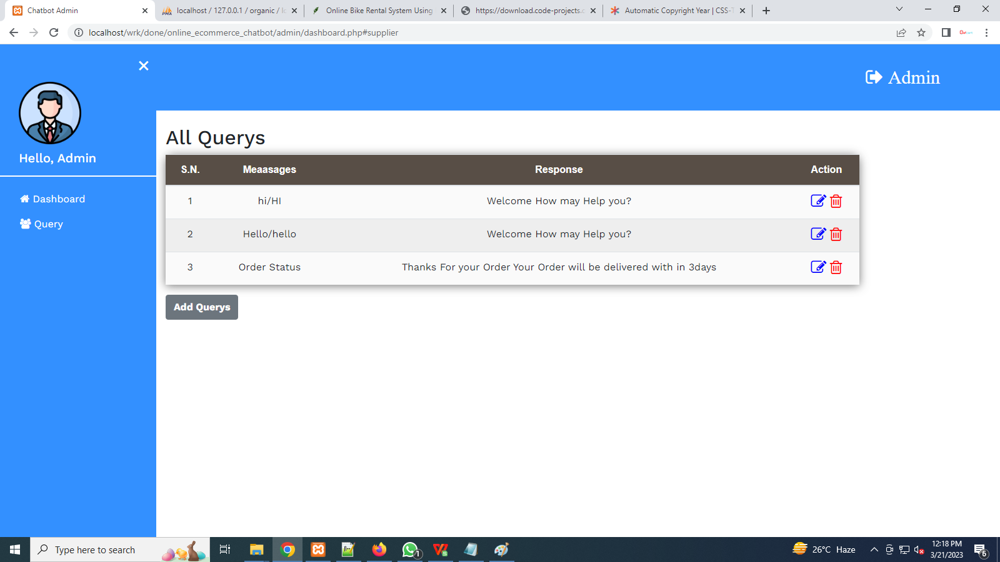 Chatbot Admin
localhost / 127.0.0.1 / organic / lo
Online Bike Rental System Using
https://download.code-projects.c
Automatic Copyright Year | CSS-T
localhost/wrk/done/online_ecommerce_chatbot/admin/dashboard.php#supplier
Admin
Hello, Admin
Dashboard
Query
All Querys
S.N. Meaasages Response Action
1 hi/HI Welcome How may Help you?
2 Hello/hello Welcome How may Help you?
3 Order Status Thanks For your Order Your Order will be delivered with in 3days
Add Querys
Type here to search
1
26°C Haze
12:18 PM
3/21/2023
6